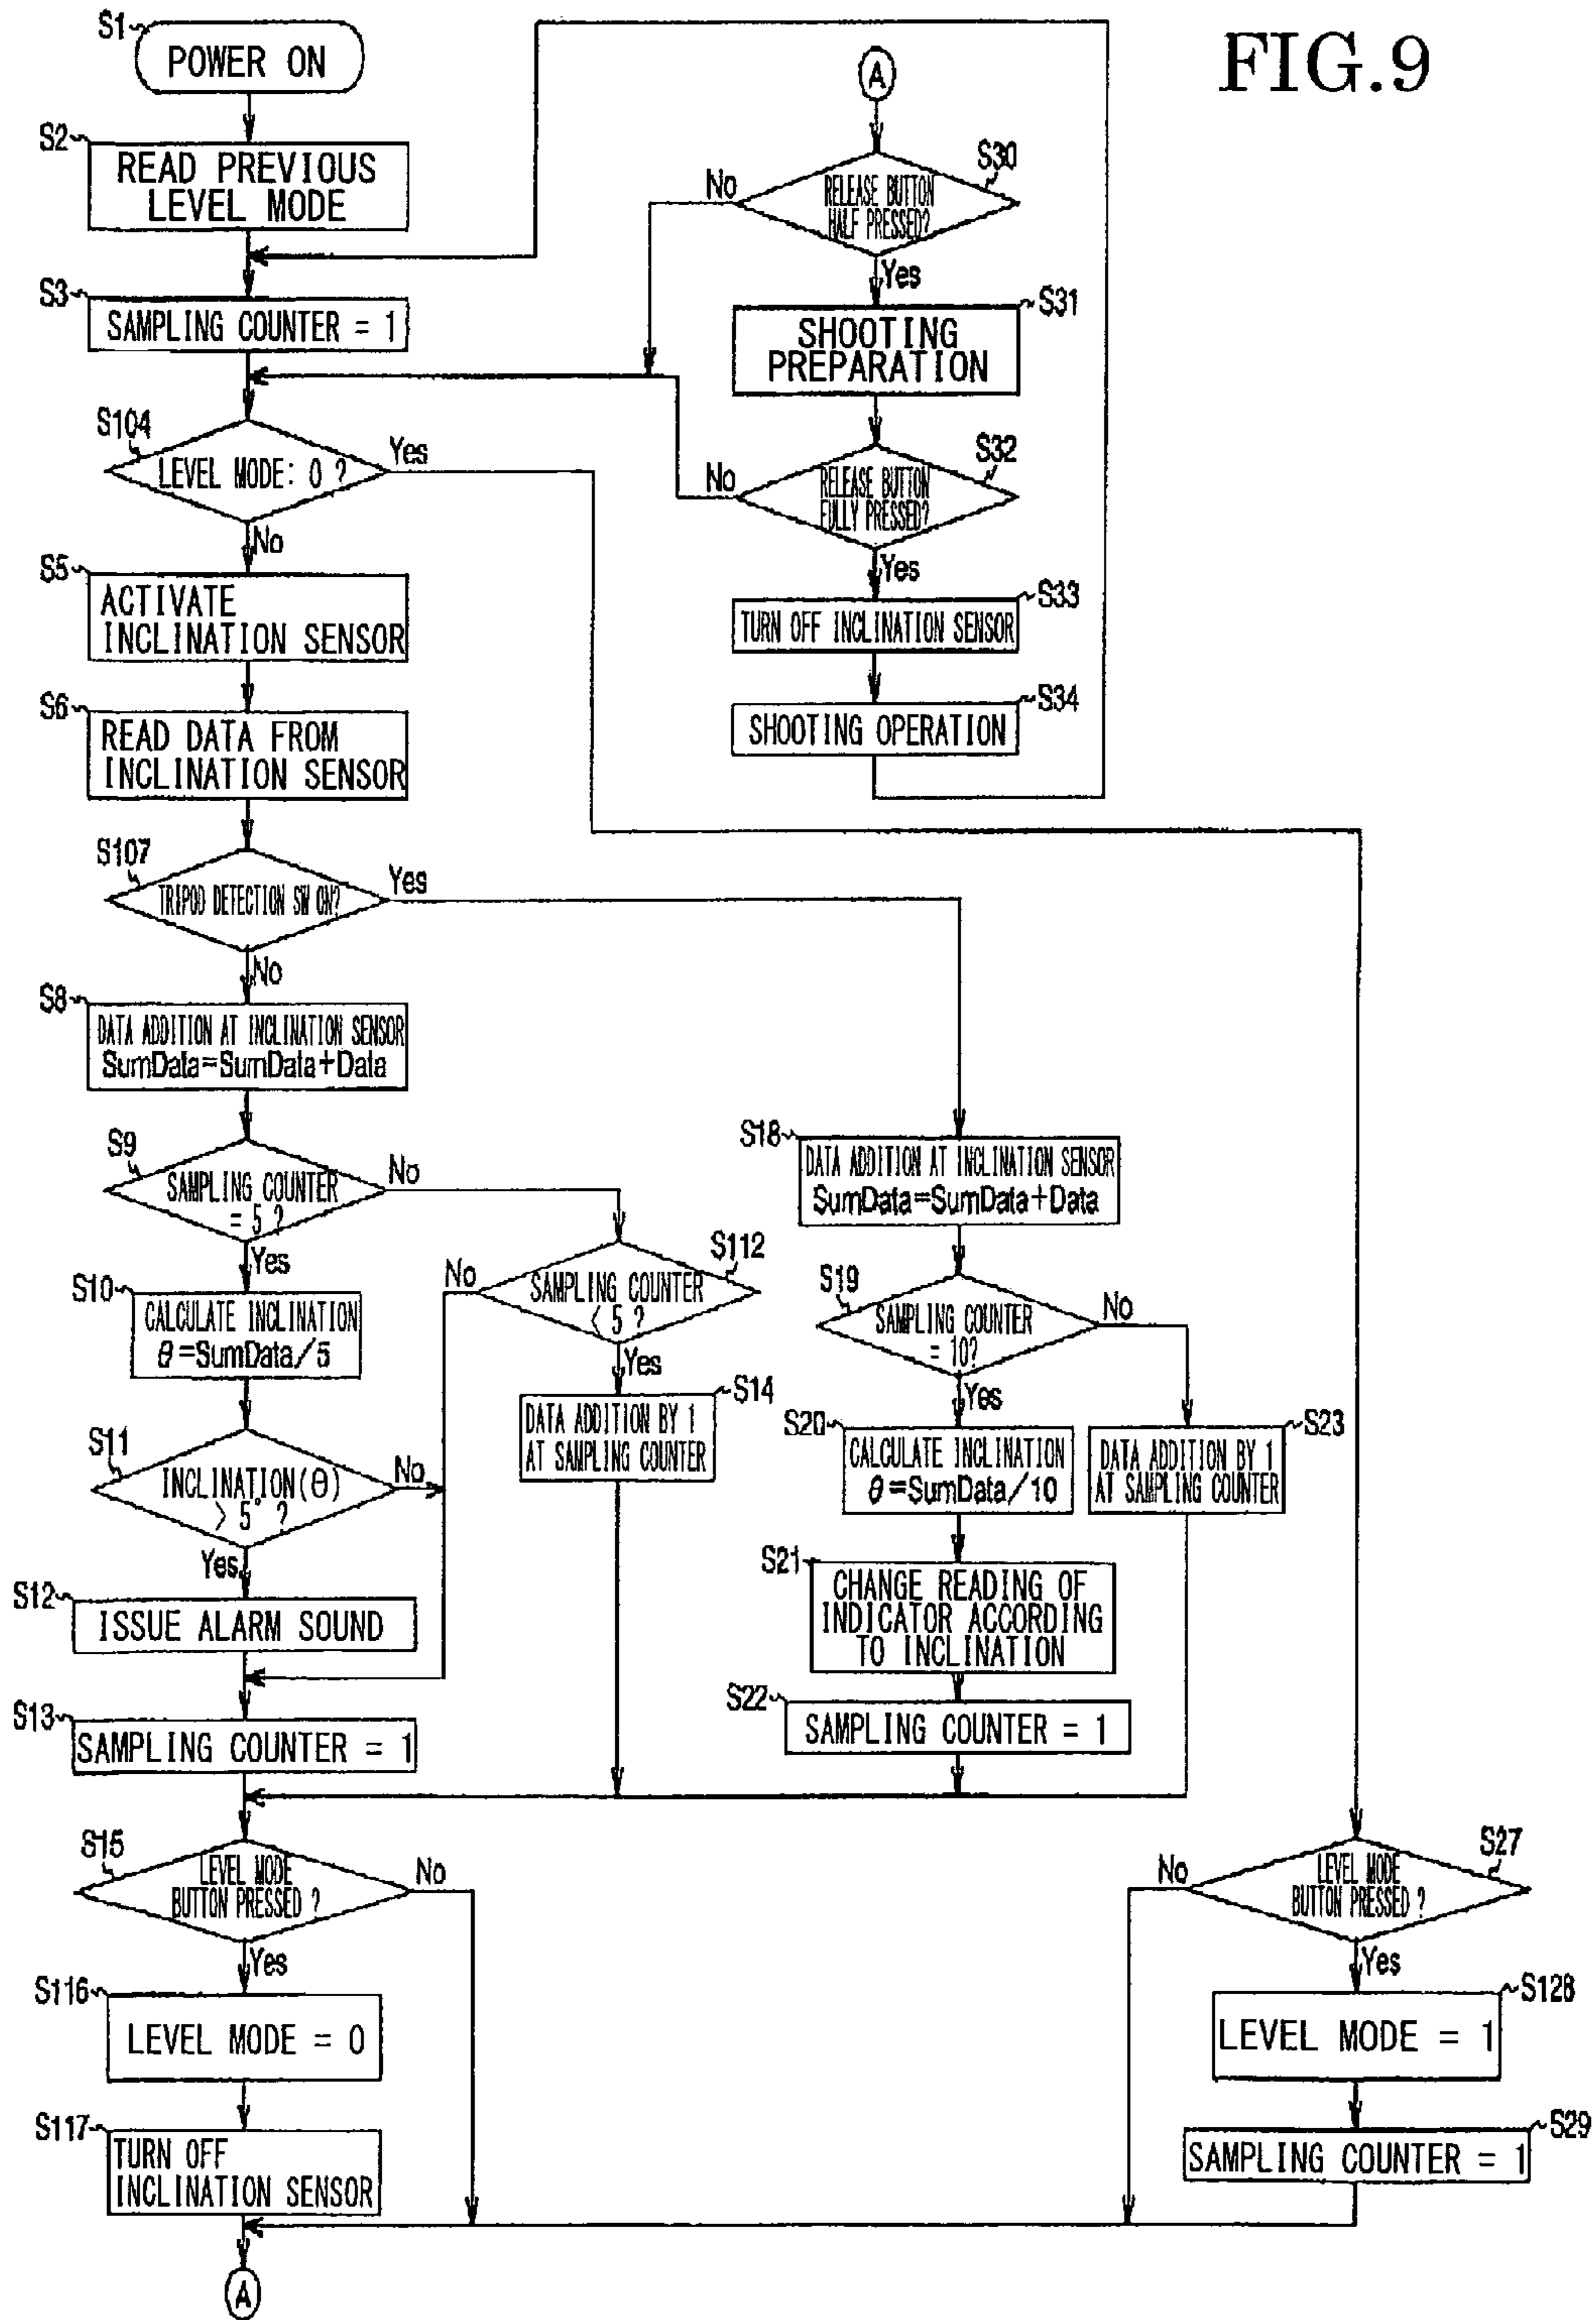 FIG.9
S1
POWER ON
S2
READ PREVIOUS
LEVEL MODE
S3
SAMPLING COUNTER = 1
S104
LEVEL MODE: 0 ?
Yes
No
S5
ACTIVATE
INCLINATION SENSOR
S6
READ DATA FROM
INCLINATION SENSOR
S107
TRIPOD DETECTION SW ON?
Yes
No
S8
DATA ADDITION AT INCLINATION SENSOR
SumData=SumData+Data
S9
SAMPLING COUNTER
= 5 ?
No
Yes
S10
CALCULATE INCLINATION
θ=SumData/5
S11
INCLINATION(θ)
> 5° ?
No
Yes
S12
ISSUE ALARM SOUND
S13
SAMPLING COUNTER = 1
S112
SAMPLING COUNTER
< 5 ?
No
Yes
S14
DATA ADDITION BY 1
AT SAMPLING COUNTER
S18
DATA ADDITION AT INCLINATION SENSOR
SumData=SumData+Data
S19
SAMPLING COUNTER
= 10?
No
Yes
S20
CALCULATE INCLINATION
θ=SumData/10
S23
DATA ADDITION BY 1
AT SAMPLING COUNTER
S21
CHANGE READING OF
INDICATOR ACCORDING
TO INCLINATION
S22
SAMPLING COUNTER = 1
S15
LEVEL MODE
BUTTON PRESSED ?
No
Yes
S116
LEVEL MODE = 0
S117
TURN OFF
INCLINATION SENSOR
A
S27
LEVEL MODE
BUTTON PRESSED ?
No
Yes
S128
LEVEL MODE = 1
S29
SAMPLING COUNTER = 1
A
S30
RELEASE BUTTON
HALF PRESSED?
No
Yes
S31
SHOOTING
PREPARATION
S32
RELEASE BUTTON
FULLY PRESSED?
No
Yes
S33
TURN OFF INCLINATION SENSOR
S34
SHOOTING OPERATION